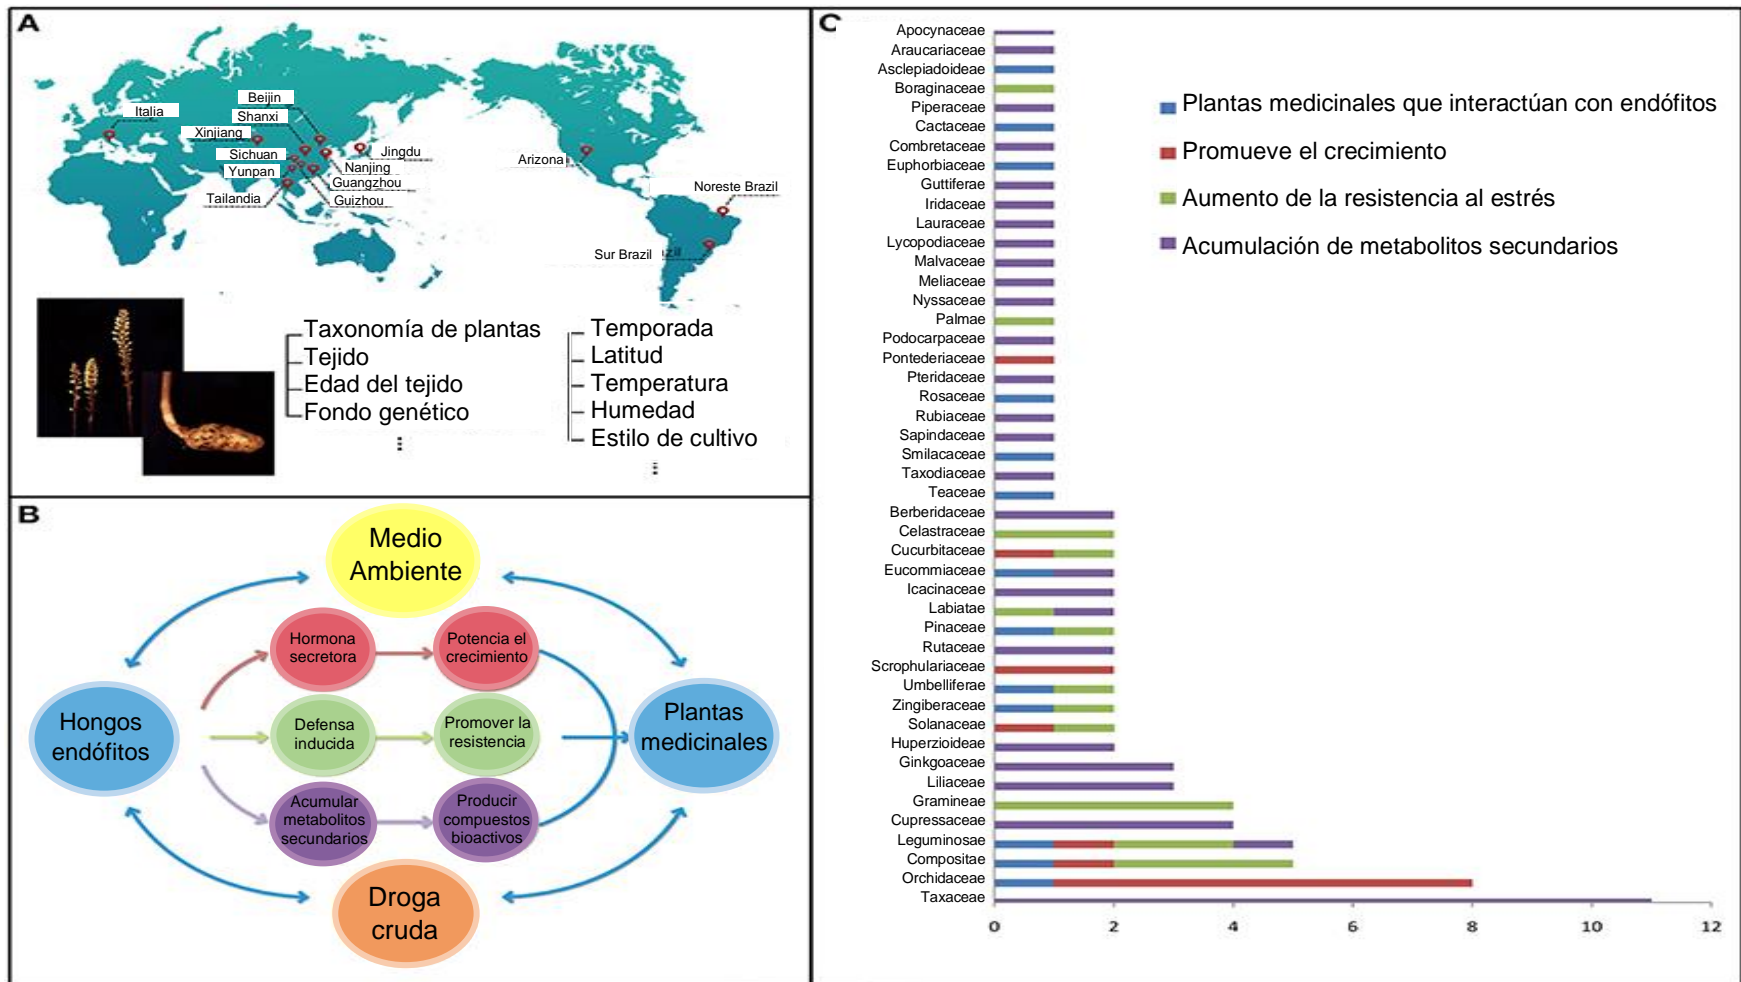 A
Italia
Beijin
Shanxi
Xinjiang
Sichuan
Yunpan
Tailandia
Jingdu
Nanjing
Guangzhou
Guizhou
Arizona
Noreste Brazil
Sur Brazil
Taxonomía de plantas
Tejido
Edad del tejido
Fondo genético
...
Temporada
Latitud
Temperatura
Humedad
Estilo de cultivo
...
B
Medio
Ambiente
Hormona
secretora
Potencia el
crecimiento
Hongos
endófitos
Defensa
inducida
Promover la
resistencia
Plantas
medicinales
Acumular
metabolitos
secundarios
Producir
compuestos
bioactivos
Droga
cruda
C
Apocynaceae
Araucariaceae
Asclepiadoideae
Boraginaceae
Piperaceae
Cactaceae
Combretaceae
Euphorbiaceae
Guttiferae
Iridaceae
Lauraceae
Lycopodiaceae
Malvaceae
Meliaceae
Nyssaceae
Palmae
Podocarpaceae
Pontederiaceae
Pteridaceae
Rosaceae
Rubiaceae
Sapindaceae
Smilacaceae
Taxodiaceae
Teaceae
Berberidaceae
Celastraceae
Cucurbitaceae
Eucommiaceae
Icacinaceae
Labiatae
Pinaceae
Rutaceae
Scrophulariaceae
Umbelliferae
Zingiberaceae
Solanaceae
Huperzioideae
Ginkgoaceae
Liliaceae
Gramineae
Cupressaceae
Leguminosae
Compositae
Orchidaceae
Taxaceae
0 2 4 6 8 10 12
Plantas medicinales que interactúan con endófitos
Promueve el crecimiento
Aumento de la resistencia al estrés
Acumulación de metabolitos secundarios